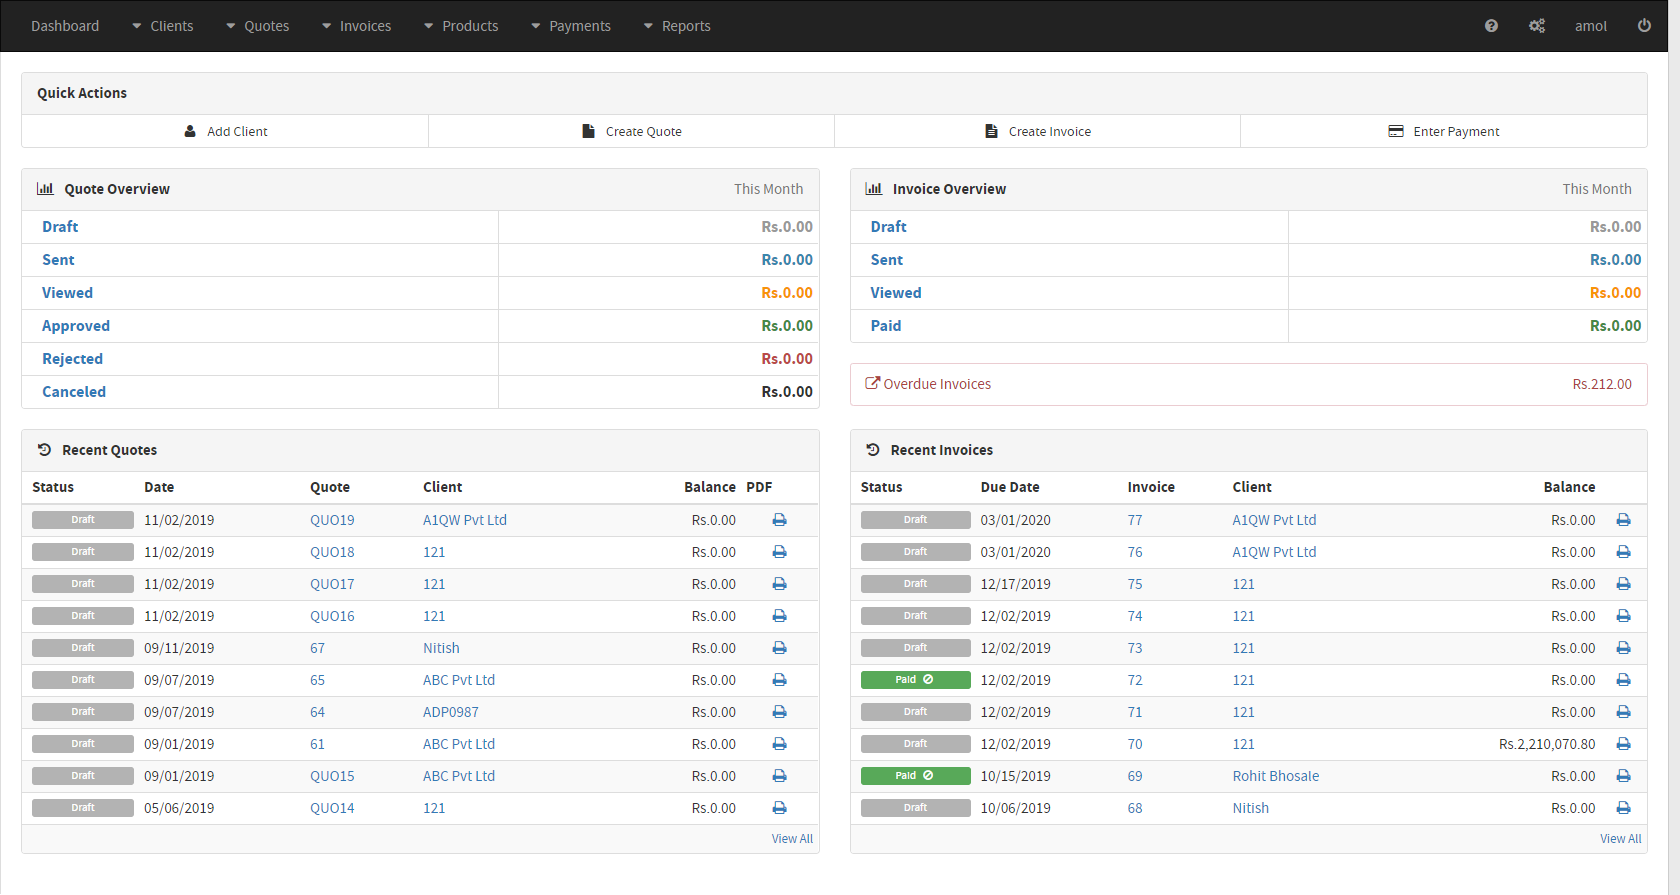 Dashboard Clients Quotes Invoices Products Payments Reports amol
Quick Actions
Add Client Create Quote Create Invoice Enter Payment
Quote Overview This Month
Draft Rs.0.00
Sent Rs.0.00
Viewed Rs.0.00
Approved Rs.0.00
Rejected Rs.0.00
Canceled Rs.0.00
Invoice Overview This Month
Draft Rs.0.00
Sent Rs.0.00
Viewed Rs.0.00
Paid Rs.0.00
Overdue Invoices Rs.212.00
Recent Quotes
Status Date Quote Client Balance PDF
Draft 11/02/2019 QUO19 A1QW Pvt Ltd Rs.0.00
Draft 11/02/2019 QUO18 121 Rs.0.00
Draft 11/02/2019 QUO17 121 Rs.0.00
Draft 11/02/2019 QUO16 121 Rs.0.00
Draft 09/11/2019 67 Nitish Rs.0.00
Draft 09/07/2019 65 ABC Pvt Ltd Rs.0.00
Draft 09/07/2019 64 ADP0987 Rs.0.00
Draft 09/01/2019 61 ABC Pvt Ltd Rs.0.00
Draft 09/01/2019 QUO15 ABC Pvt Ltd Rs.0.00
Draft 05/06/2019 QUO14 121 Rs.0.00
View All
Recent Invoices
Status Due Date Invoice Client Balance
Draft 03/01/2020 77 A1QW Pvt Ltd Rs.0.00
Draft 03/01/2020 76 A1QW Pvt Ltd Rs.0.00
Draft 12/17/2019 75 121 Rs.0.00
Draft 12/02/2019 74 121 Rs.0.00
Draft 12/02/2019 73 121 Rs.0.00
Paid 12/02/2019 72 121 Rs.0.00
Draft 12/02/2019 71 121 Rs.0.00
Draft 12/02/2019 70 121 Rs.2,210,070.80
Paid 10/15/2019 69 Rohit Bhosale Rs.0.00
Draft 10/06/2019 68 Nitish Rs.0.00
View All